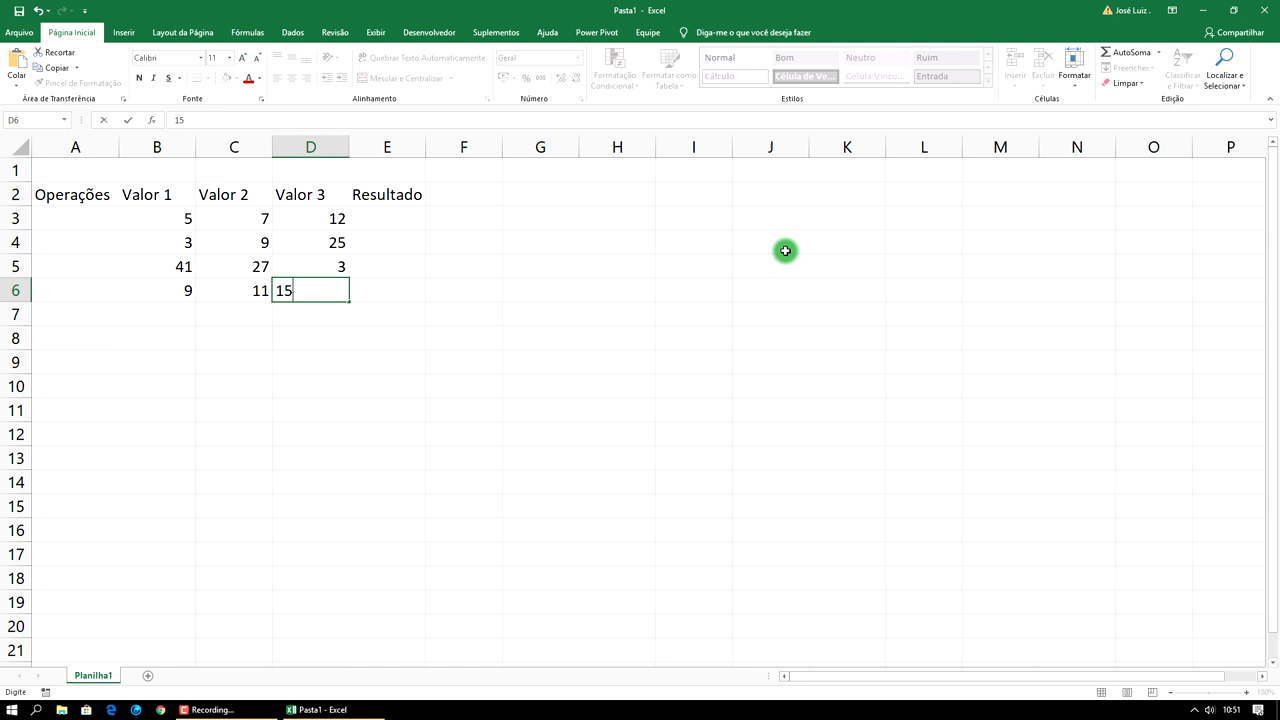 Pasta1 - Excel
José Luiz .
Arquivo
Página Inicial
Inserir
Layout da Página
Fórmulas
Dados
Revisão
Exibir
Desenvolvedor
Suplementos
Ajuda
Power Pivot
Equipe
Diga-me o que você deseja fazer
Compartilhar
Colar
Recortar
Copiar
Pincel de Formatação
Área de Transferência
Calibri
11
N I S
Fonte
Quebrar Texto Automaticamente
Mesclar e Centralizar
Alinhamento
Geral
% 000
Número
Formatação Condicional
Formatar como Tabela
Normal Bom Neutro Ruim
Cálculo Célula de Ve... Célula Vincu... Entrada
Estilos
Inserir Excluir Formatar
Células
AutoSoma
Preencher
Limpar
Classificar e Filtrar
Localizar e Selecionar
Edição
D6 fx 15
A B C D E F G H I J K L M N O P
1
2 Operações Valor 1 Valor 2 Valor 3 Resultado
3 5 7 12
4 3 9 25
5 41 27 3
6 9 11 15
7
8
9
10
11
12
13
14
15
16
17
18
19
20
21
Planilha1
Digite
180%
Recording...
Pasta1 - Excel
10:51